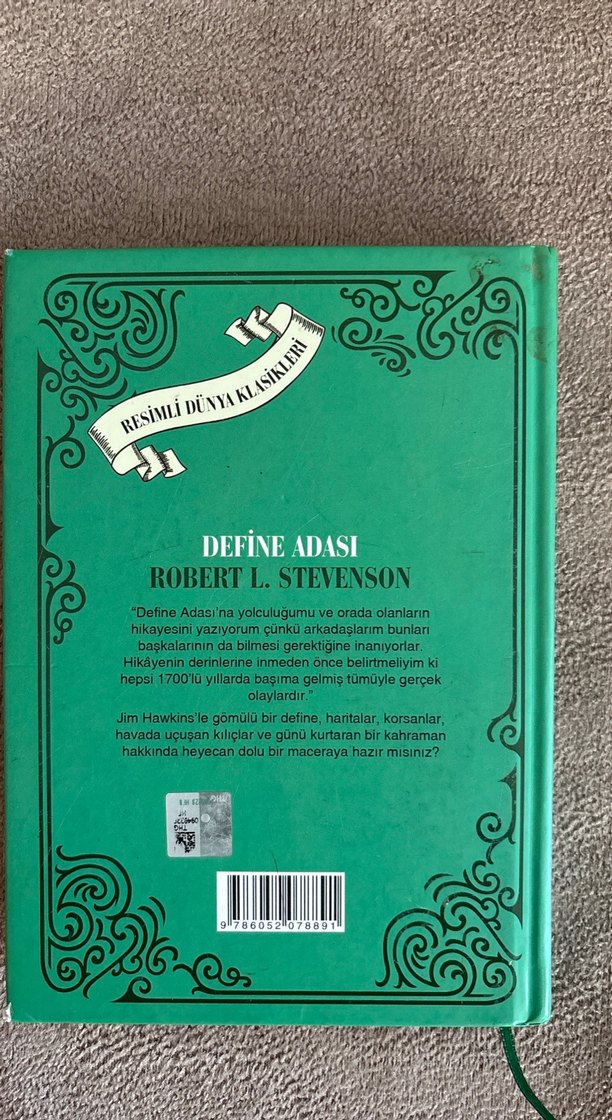 RESİMLİ DÜNYA KLASİKLERİ
DEFİNE ADASI
ROBERT L. STEVENSON
“Define Adası’na yolculuğumu ve orada olanların
hikayesini yazıyorum çünkü arkadaşlarım bunları
başkalarının da bilmesi gerektiğine inanıyorlar.
Hikâyenin derinlerine inmeden önce belirtmeliyim ki
hepsi 1700’lü yıllarda başıma gelmiş tümüyle gerçek
olaylardır.”
Jim Hawkins’le gömülü bir define, haritalar, korsanlar,
havada uçuşan kılıçlar ve günü kurtaran bir kahraman
hakkında heyecan dolu bir maceraya hazır mısınız?
THG
9 786052 078891